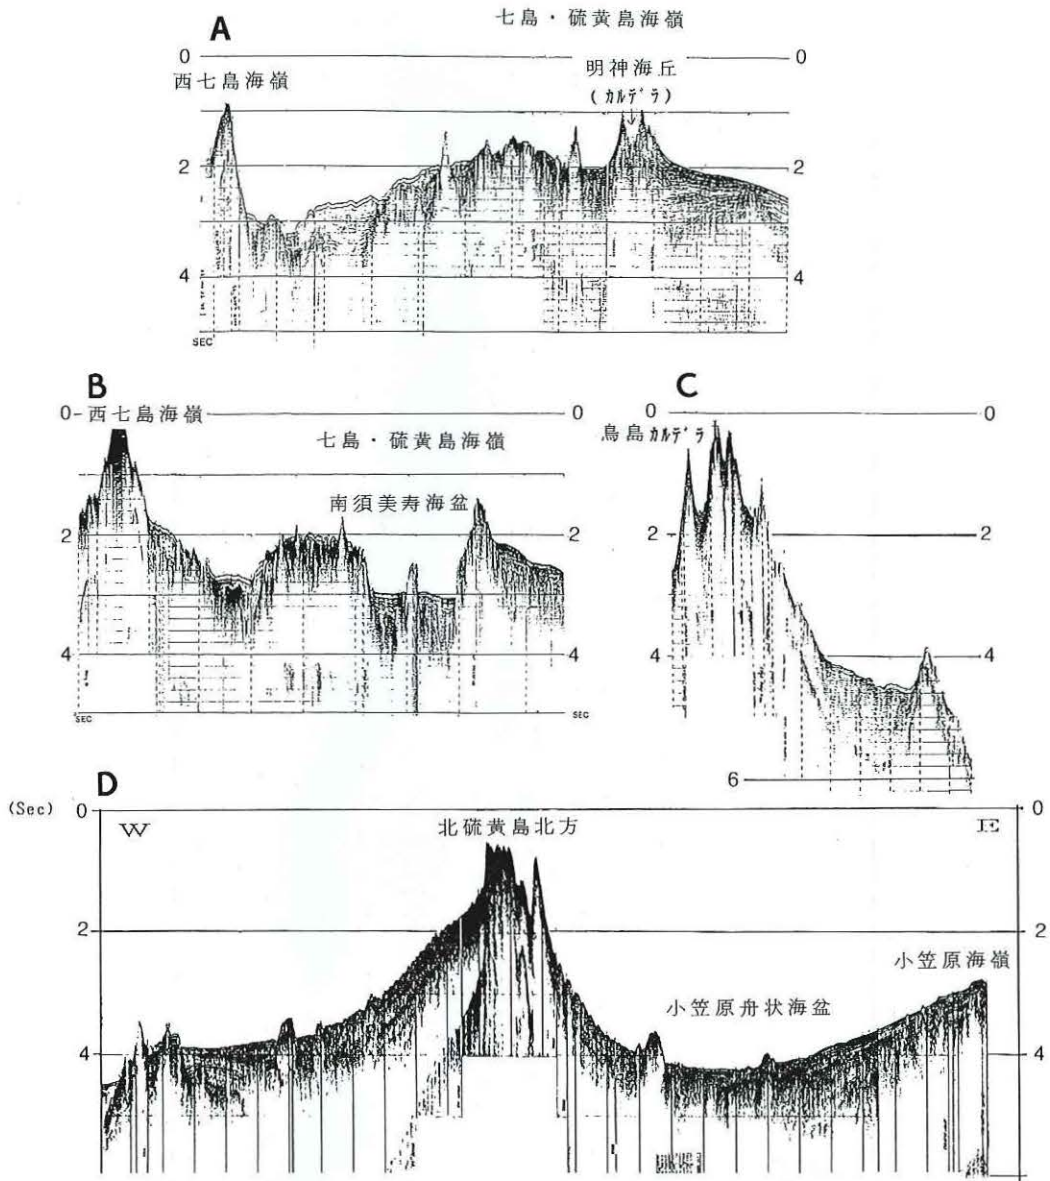 A
七島・硫黄島海嶺
0
0
西七島海嶺
明神海丘
(カルデラ)
2
2
4
4
SEC
B
0
西七島海嶺
0
七島・硫黄島海嶺
南須美寿海盆
2
2
4
4
SEC
SEC
C
0
0
鳥島カルデラ
2
2
4
4
6
D
(Sec)
0
0
W
北硫黄島北方
E
2
2
小笠原海嶺
小笠原舟状海盆
4
4